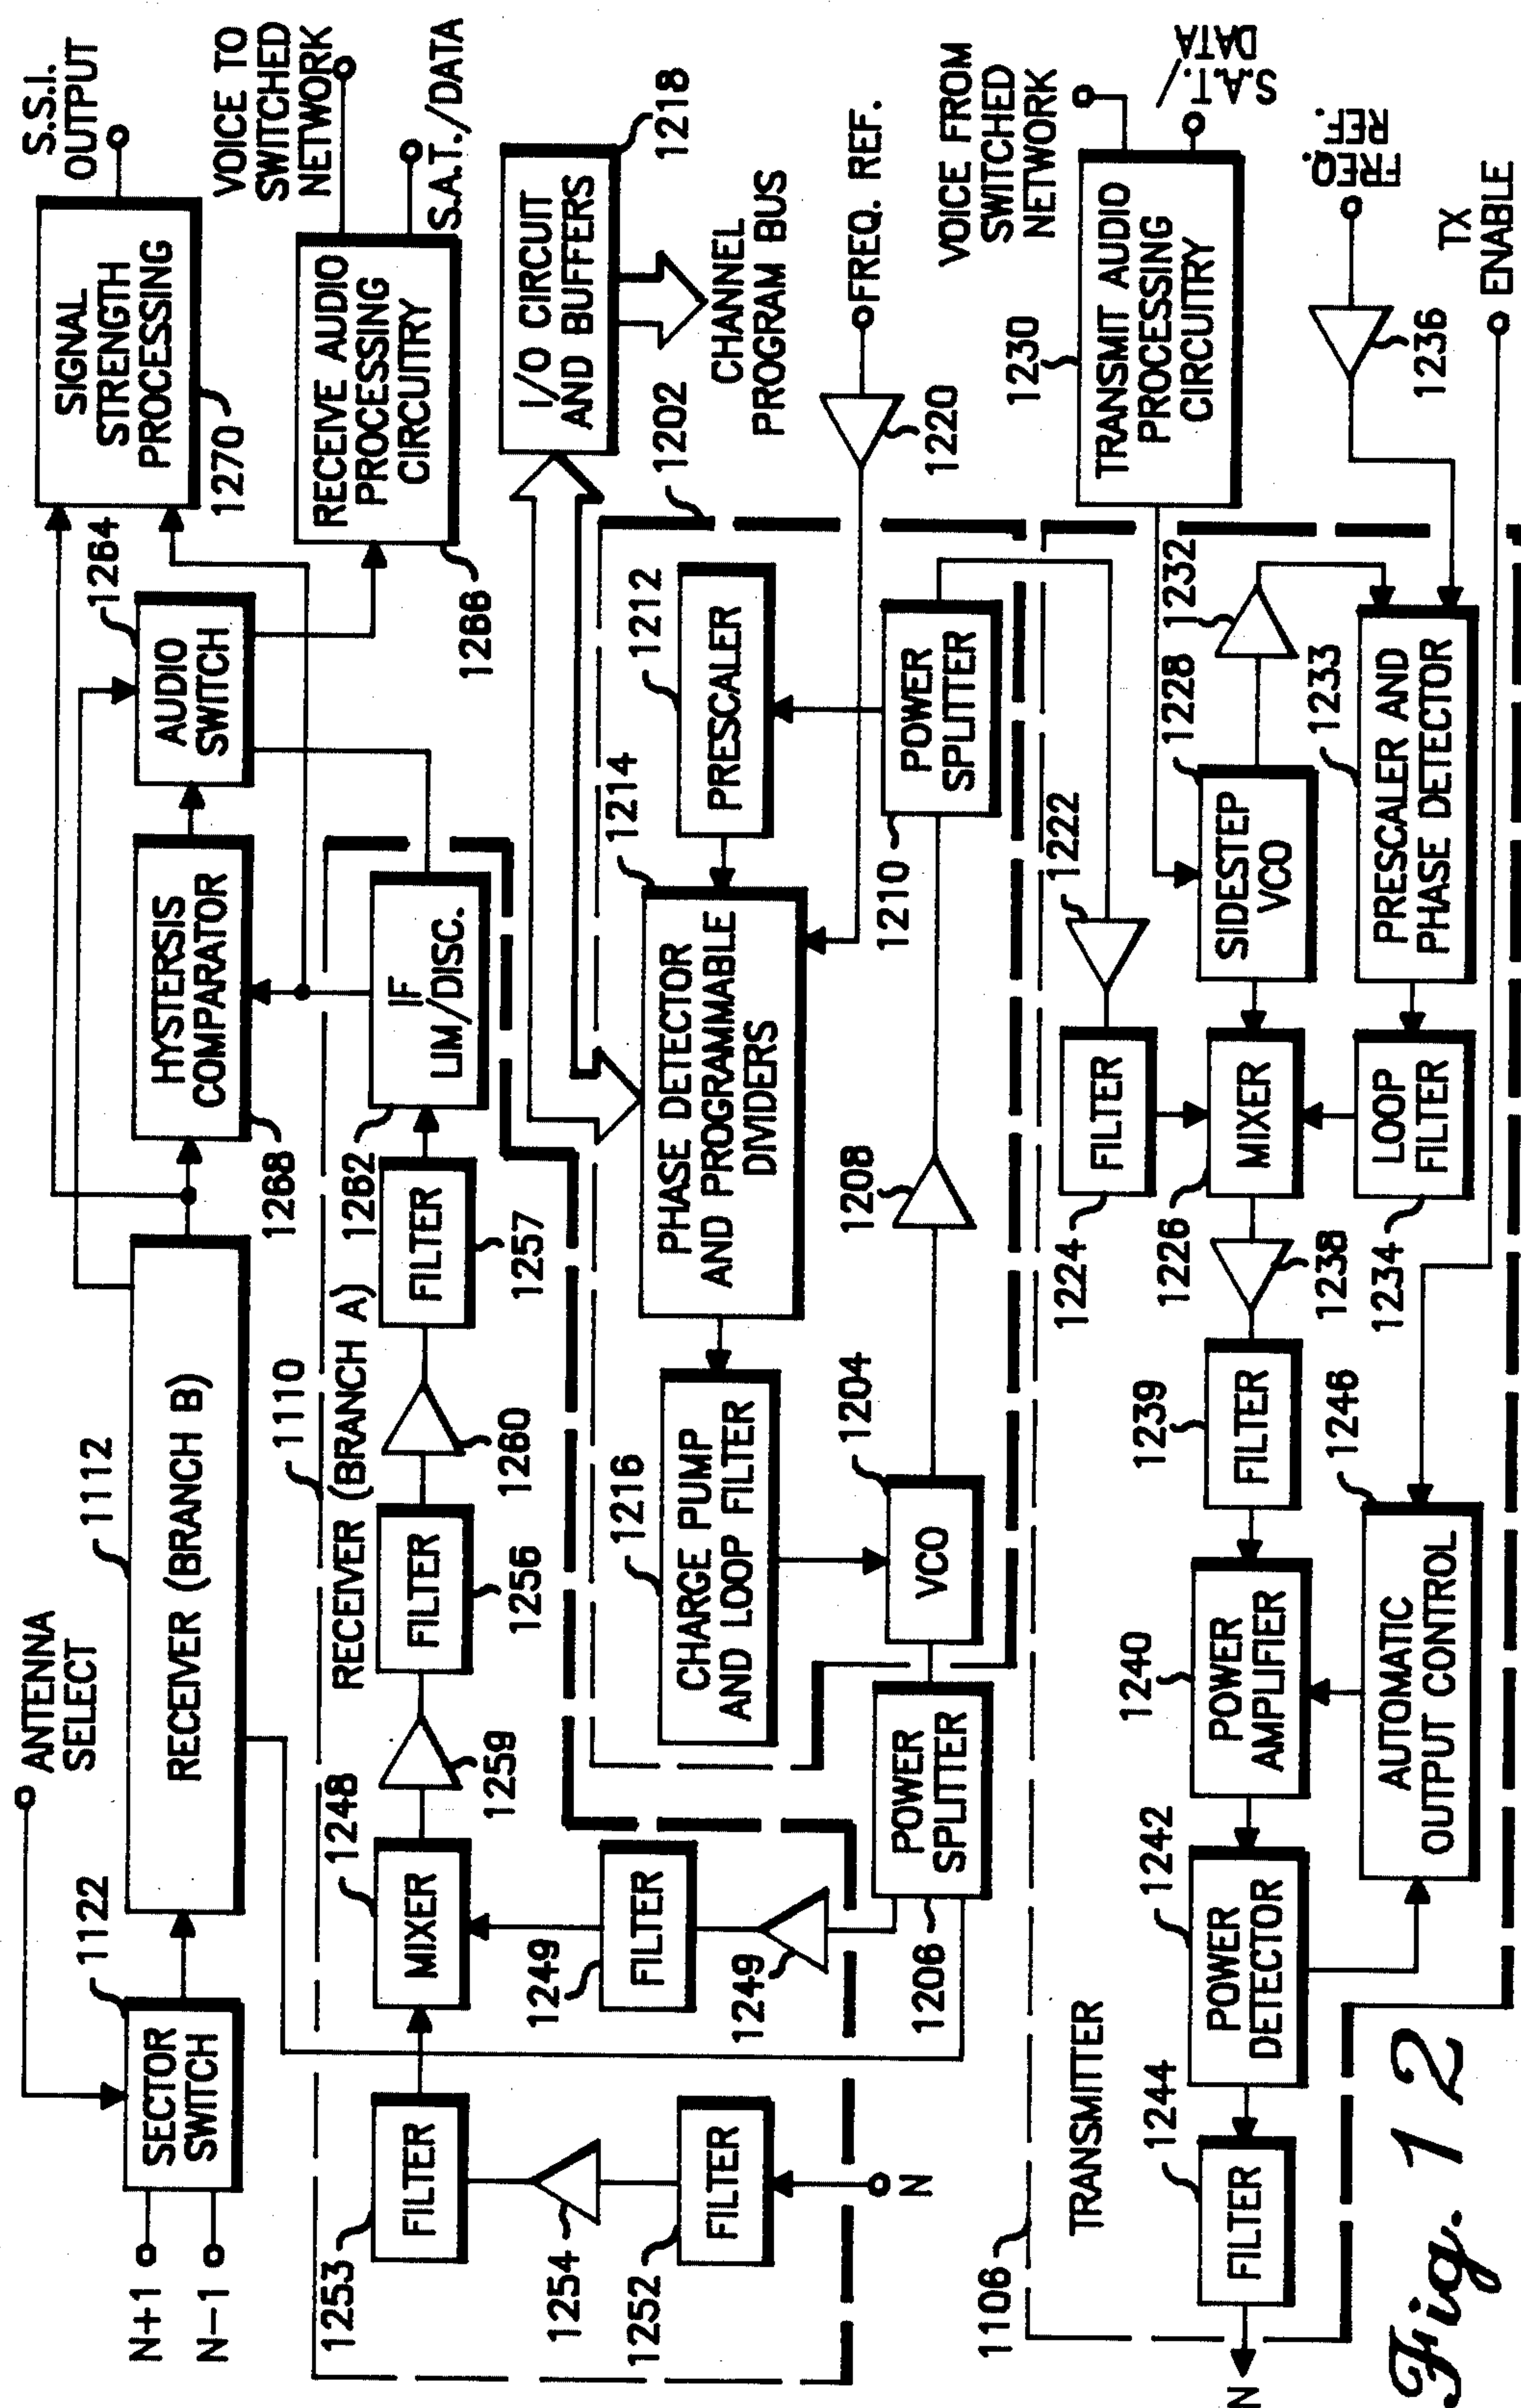 ANTENNA
SELECT
N+1
N-1
1122
SECTOR
SWITCH
1112
RECEIVER (BRANCH B)
1268
HYSTERSIS
COMPARATOR
1264
AUDIO
SWITCH
1270
SIGNAL
STRENGTH
PROCESSING
S.S.I.
OUTPUT
1266
RECEIVE AUDIO
PROCESSING
CIRCUITRY
VOICE TO
SWITCHED
NETWORK
S.A.T./DATA
1110
RECEIVER (BRANCH A)
1253
FILTER
1254
1252
FILTER
N
1248
MIXER
1249
FILTER
1249
1259
1256
FILTER
1260
1257
FILTER
1262
IF
LIM/DISC.
I/O CIRCUIT
AND BUFFERS
1218
CHANNEL
PROGRAM BUS
1202
1216
CHARGE PUMP
AND LOOP FILTER
1214
PHASE DETECTOR
AND PROGRAMMABLE
DIVIDERS
1212
PRESCALER
1220
FREQ. REF.
1206
POWER
SPLITTER
1204
VCO
1208
1210
POWER
SPLITTER
1106
TRANSMITTER
N
1244
FILTER
1242
POWER
DETECTOR
1240
POWER
AMPLIFIER
1239
FILTER
1238
1226
MIXER
1224
FILTER
1222
1228
SIDESTEP
VCO
1232
1230
TRANSMIT AUDIO
PROCESSING
CIRCUITRY
VOICE FROM
SWITCHED
NETWORK
S.A.T./
DATA
1246
AUTOMATIC
OUTPUT CONTROL
1234
LOOP
FILTER
1233
PRESCALER AND
PHASE DETECTOR
1236
FREQ.
REF.
TX
ENABLE
Fig. 12